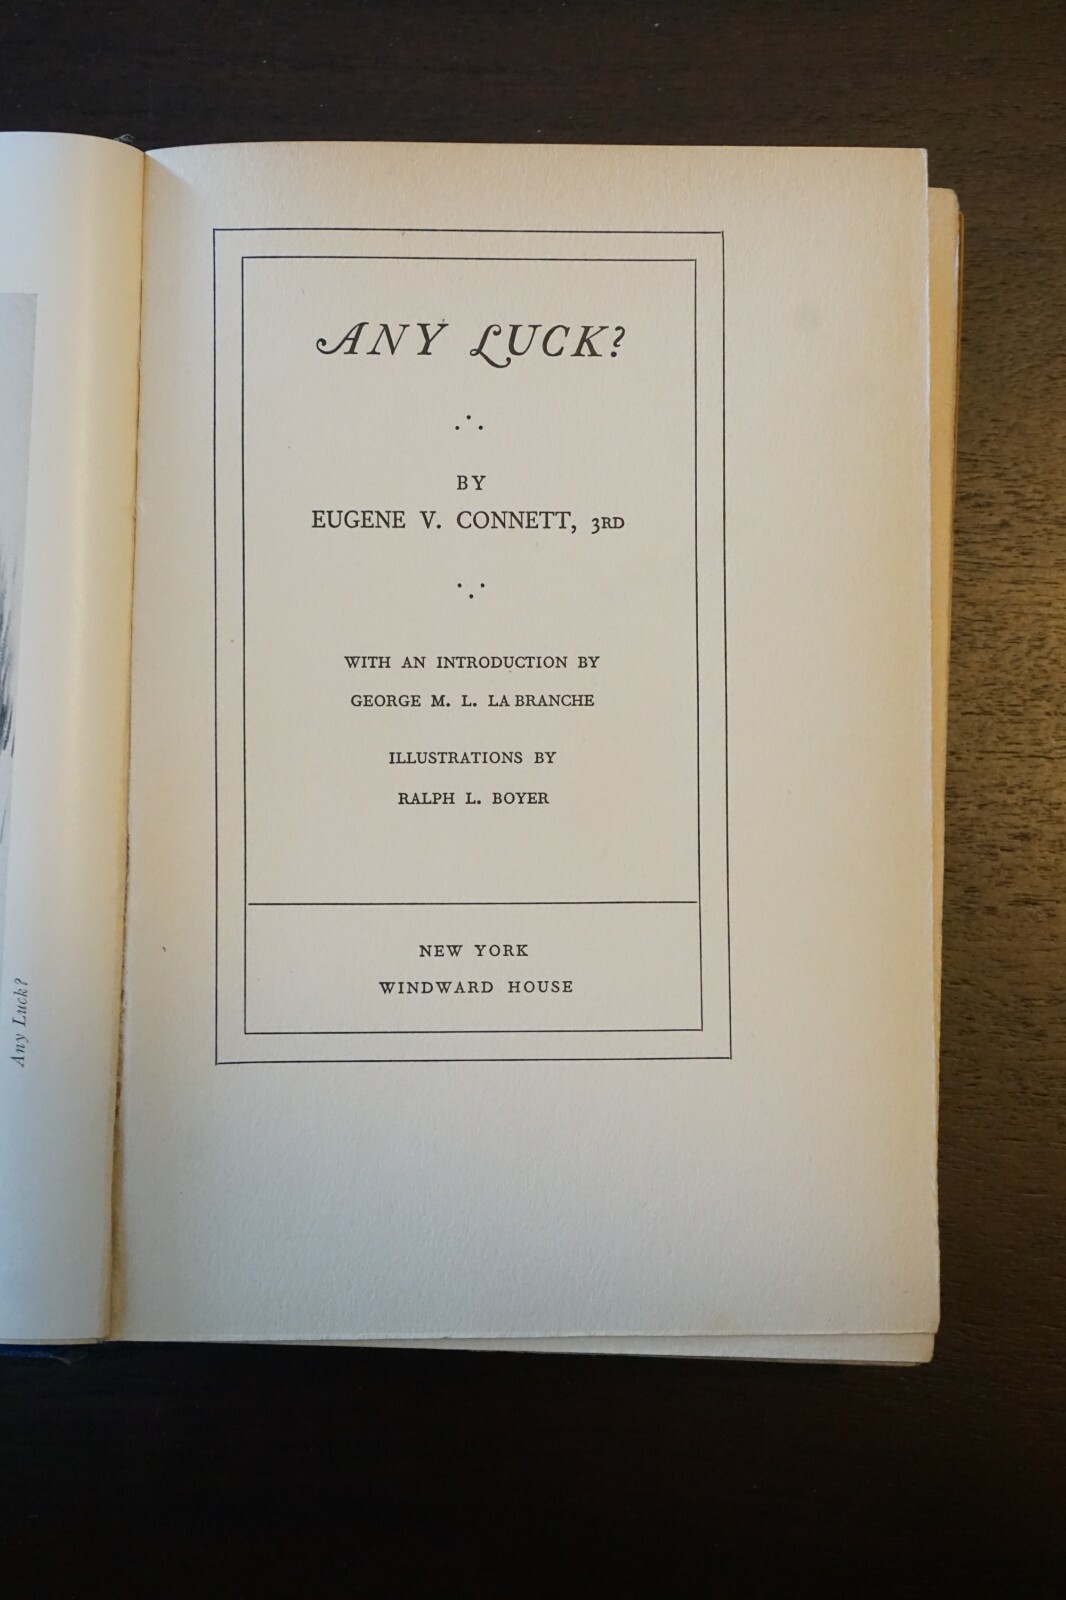 Any Luck?
ANY LUCK?
BY
EUGENE V. CONNETT, 3RD
WITH AN INTRODUCTION BY
GEORGE M. L. LA BRANCHE
ILLUSTRATIONS BY
RALPH L. BOYER
NEW YORK
WINDWARD HOUSE